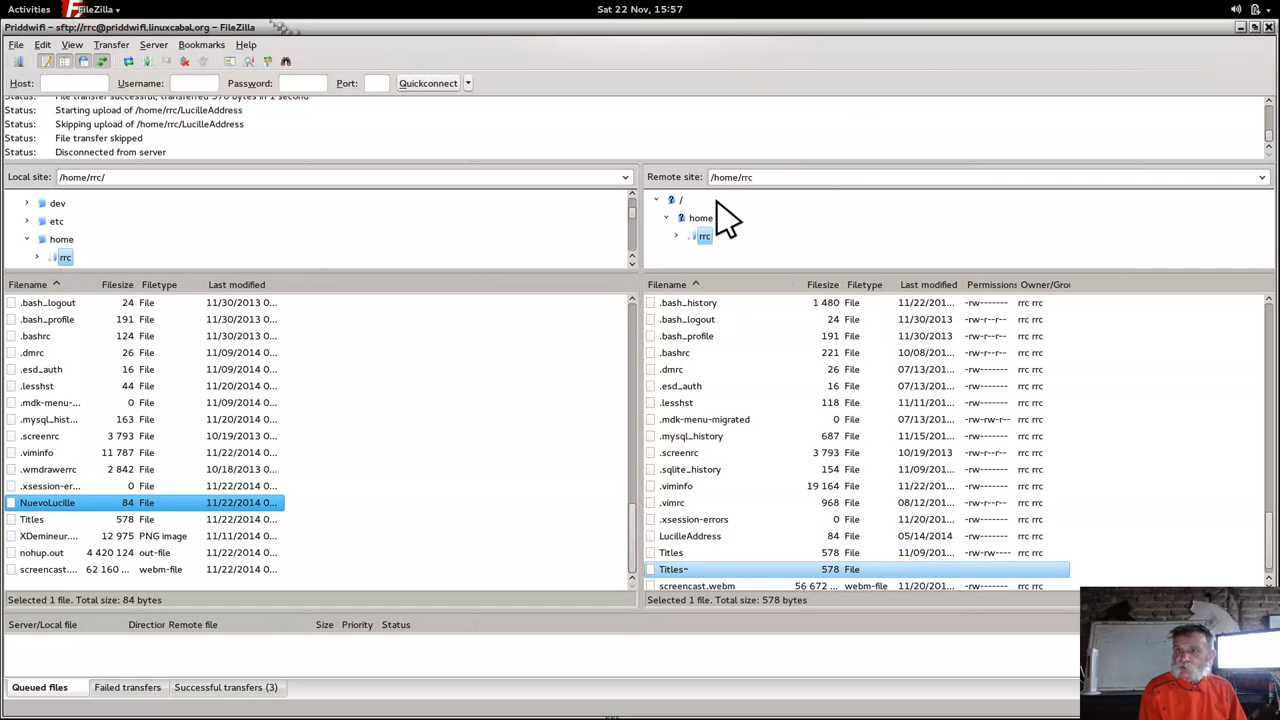 Activities FileZilla Sat 22 Nov, 15:57
Priddwifi - sftp://rrc@priddwifi.linuxcabal.org - FileZilla
File Edit View Transfer Server Bookmarks Help
Host: Username: Password: Port: Quickconnect
Status: File transfer successful, transferred 578 bytes in 1 second
Status: Starting upload of /home/rrc/LucilleAddress
Status: Skipping upload of /home/rrc/LucilleAddress
Status: File transfer skipped
Status: Disconnected from server
Local site: /home/rrc/
dev
etc
home
rrc
Remote site: /home/rrc
/
home
rrc
Filename Filesize Filetype Last modified
.bash_logout 24 File 11/30/2013 0...
.bash_profile 191 File 11/30/2013 0...
.bashrc 124 File 11/30/2013 0...
.dmrc 26 File 11/09/2014 0...
.esd_auth 16 File 11/09/2014 0...
.lesshst 44 File 11/20/2014 0...
.mdk-menu-... 0 File 11/09/2014 0...
.mysql_hist... 163 File 11/20/2014 0...
.screenrc 3 793 File 10/19/2013 0...
.viminfo 11 787 File 11/22/2014 0...
.wmdrawerrc 2 842 File 10/18/2013 0...
.xsession-er... 0 File 11/22/2014 0...
NuevoLucille 84 File 11/22/2014 0...
Titles 578 File 11/22/2014 0...
XDemineur.... 12 975 PNG image 11/11/2014 0...
nohup.out 4 420 124 out-file 11/22/2014 0...
screencast.... 62 160 ... webm-file 11/22/2014 0...
Selected 1 file. Total size: 84 bytes
Filename Filesize Filetype Last modified Permissions Owner/Grou
.bash_history 1 480 File 11/22/201... -rw------- rrc rrc
.bash_logout 24 File 11/30/2013 -rw-r--r-- rrc rrc
.bash_profile 191 File 11/30/2013 -rw-r--r-- rrc rrc
.bashrc 221 File 10/08/201... -rw-r--r-- rrc rrc
.dmrc 26 File 07/13/201... -rw------- rrc rrc
.esd_auth 16 File 07/13/201... -rw------- rrc rrc
.lesshst 118 File 11/11/201... -rw------- rrc rrc
.mdk-menu-migrated 0 File 07/13/201... -rw-rw-r-- rrc rrc
.mysql_history 687 File 11/15/201... -rw------- rrc rrc
.screenrc 3 793 File 10/19/2013 -rw-r--r-- rrc rrc
.sqlite_history 154 File 11/09/201... -rw------- rrc rrc
.viminfo 19 164 File 11/22/201... -rw------- rrc rrc
.vimrc 968 File 08/12/201... -rw-r--r-- rrc rrc
.xsession-errors 0 File 11/20/201... -rw------- rrc rrc
LucilleAddress 84 File 05/14/2014 -rw------- rrc rrc
Titles 578 File 11/09/201... -rw-rw---- rrc rrc
Titles~ 578 File
screencast.webm 56 672 ... webm-file 11/20/201... -rw------- rrc rrc
Selected 1 file. Total size: 578 bytes
Server/Local file Direction Remote file Size Priority Status
Queued files Failed transfers Successful transfers (3)